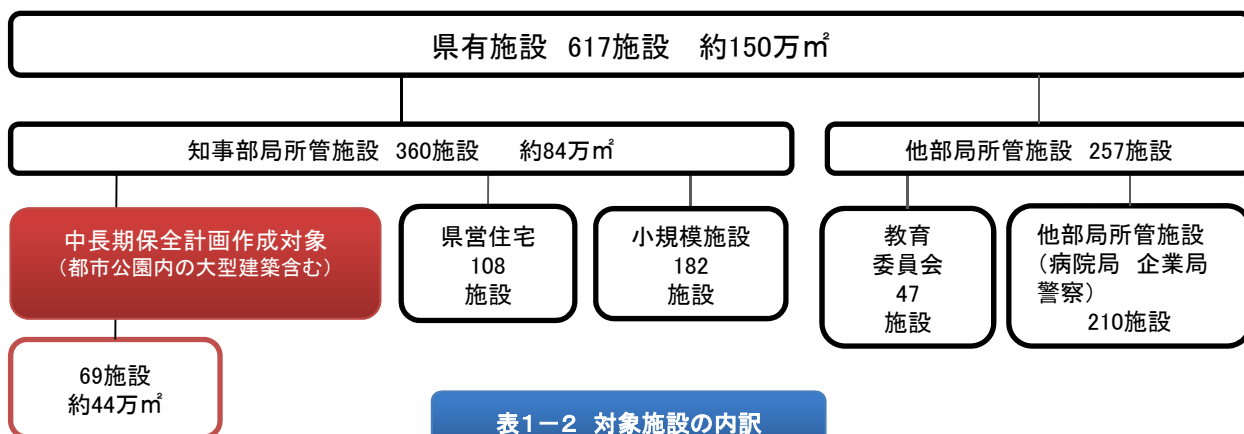 県有施設 617施設 約150万㎡
知事部局所管施設 360施設 約84万㎡
他部局所管施設 257施設
中長期保全計画作成対象
（都市公園内の大型建築含む）
県営住宅
108
施設
小規模施設
182
施設
教育
委員会
47
施設
他部局所管施設
（病院局 企業局
警察）
210施設
69施設
約44万㎡
表1－2 対象施設の内訳